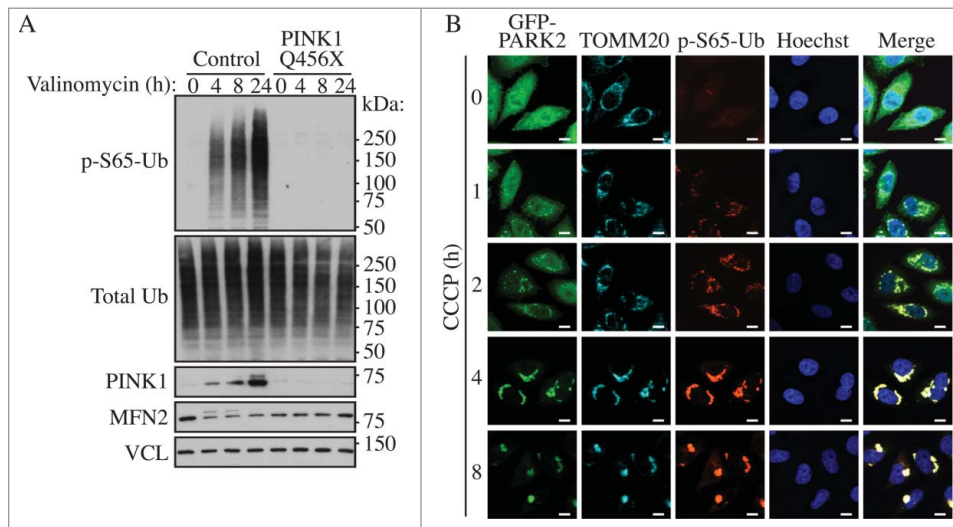 A
Control
PINK1
Q456X
Valinomycin (h): 0 4 8 24 0 4 8 24
kDa:
p-S65-Ub
250
150
100
75
50
Total Ub
250
150
100
75
50
PINK1
75
MFN2
75
VCL
150
B
GFP-
PARK2 TOMM20 p-S65-Ub Hoechst Merge
CCCP (h)
0
1
2
4
8